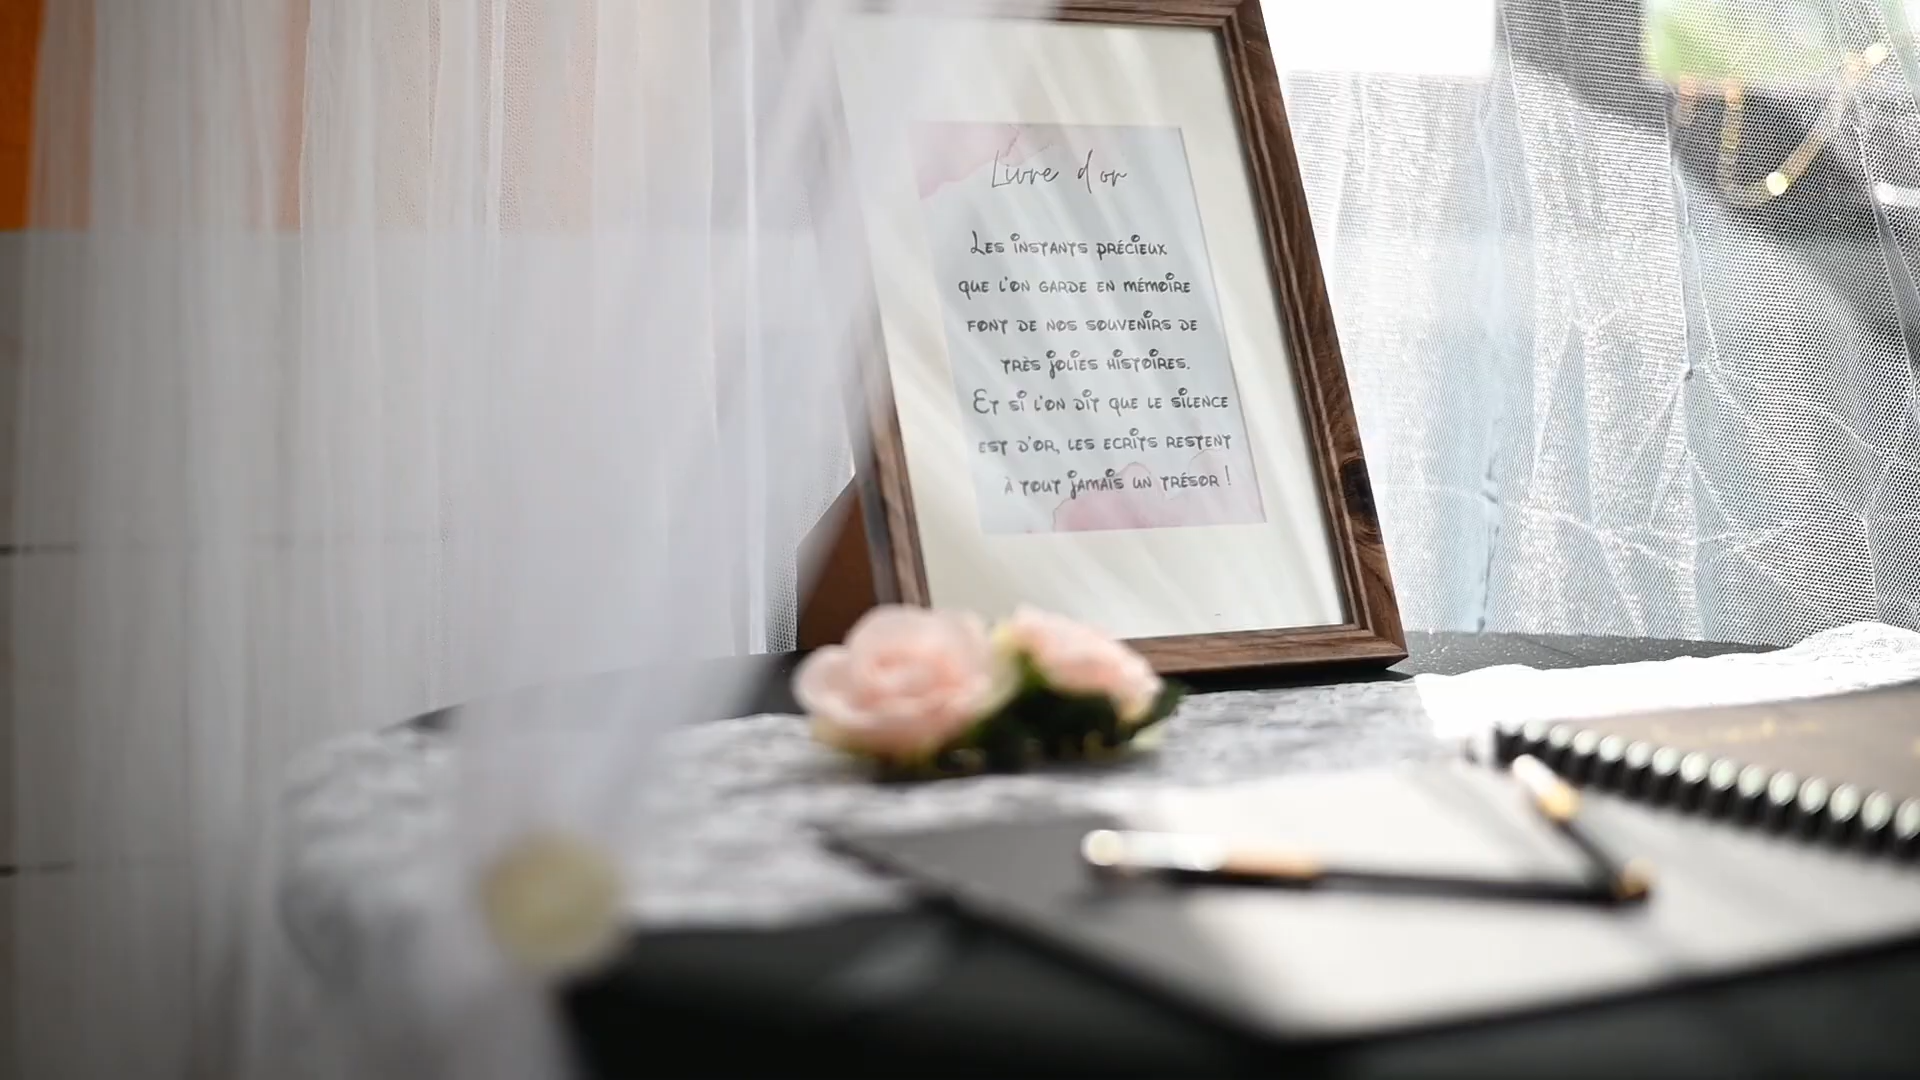 Livre d'or
Les instants précieux
que l'on garde en mémoire
font de nos souvenirs de
très jolies histoires.
Et si l'on dit que le silence
est d'or, les ecrits restent
à tout jamais un trésor !